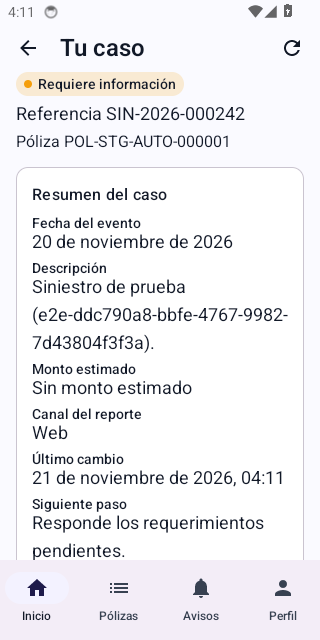 4:11
Tu caso
Requiere información
Referencia SIN-2026-000242
Póliza POL-STG-AUTO-000001
Resumen del caso
Fecha del evento
20 de noviembre de 2026
Descripción
Siniestro de prueba
(e2e-ddc790a8-bbfe-4767-9982-
7d43804f3f3a).
Monto estimado
Sin monto estimado
Canal del reporte
Web
Último cambio
21 de noviembre de 2026, 04:11
Siguiente paso
Responde los requerimientos
pendientes.
Inicio
Pólizas
Avisos
Perfil